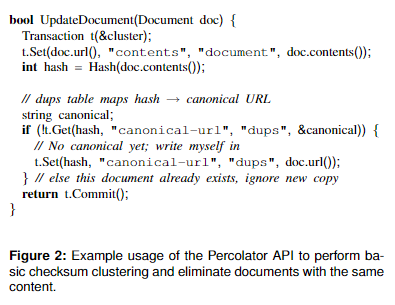 bool UpdateDocument(Document doc) {
Transaction t(&cluster);
t.Set(doc.url(), "contents", "document", doc.contents());
int hash = Hash(doc.contents());
// dups table maps hash → canonical URL
string canonical;
if (!t.Get(hash, "canonical-url", "dups", &canonical)) {
// No canonical yet; write myself in
t.Set(hash, "canonical-url", "dups", doc.url());
} // else this document already exists, ignore new copy
return t.Commit();
}
Figure 2: Example usage of the Percolator API to perform ba-
sic checksum clustering and eliminate documents with the same
content.